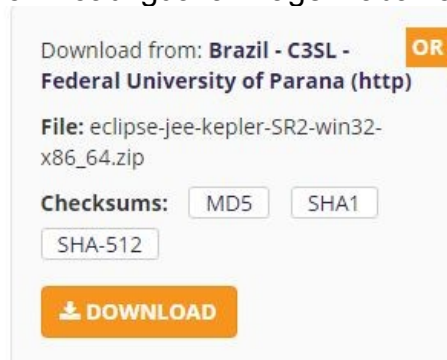 Download from: Brazil - C3SL -
OR
Federal University of Parana (http)
File: eclipse-jee-kepler-SR2-win32-
x86_64.zip
Checksums: MD5 SHA1
SHA-512
DOWNLOAD